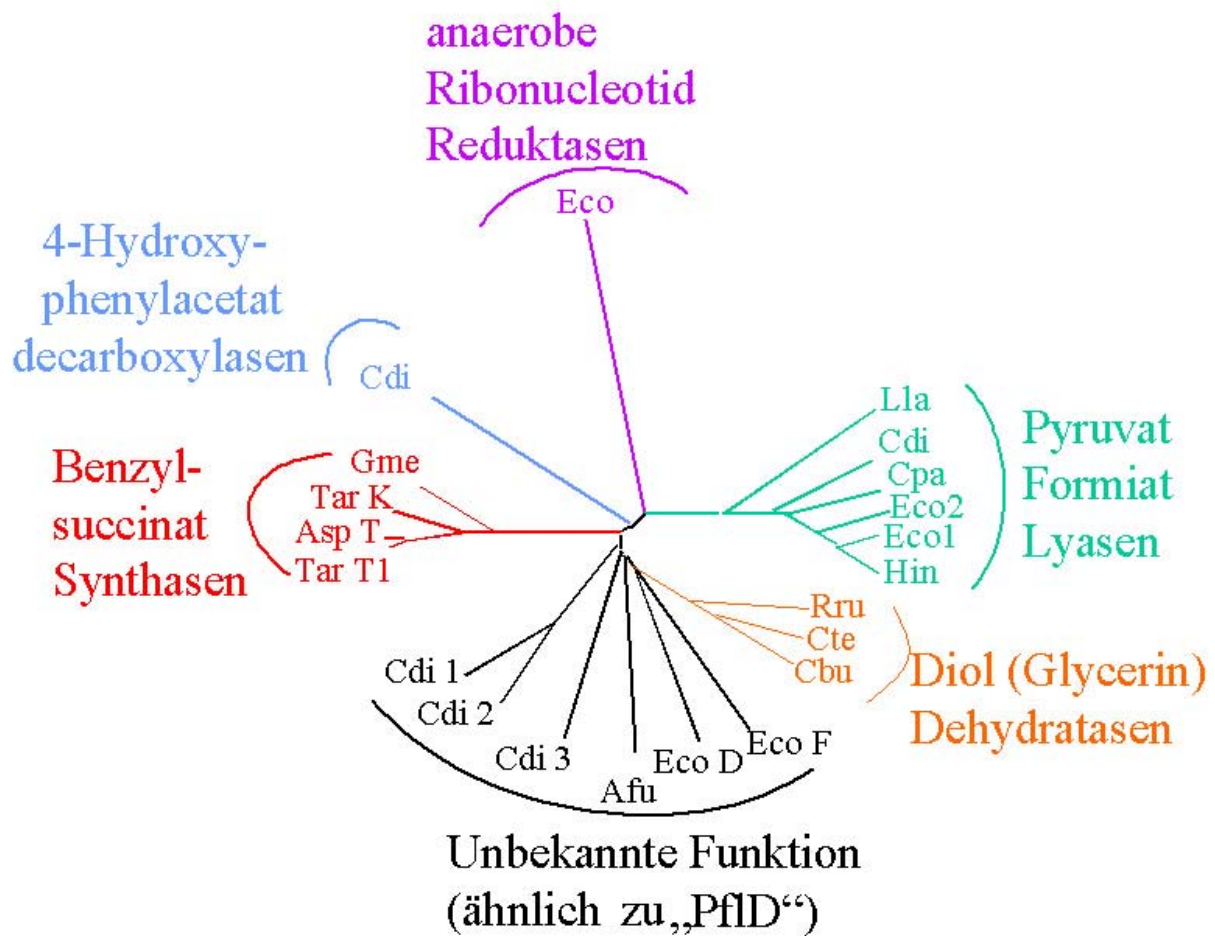 anaerobe
Ribonucleotid
Reduktasen
Eco
4-Hydroxy-
phenylacetat
decarboxylasen
Cdi
Benzyl-
succinat
Synthasen
Gme
Tar K
Asp T
Tar T1
Lla
Cdi
Cpa
Eco2
Eco1
Hin
Pyruvat
Formiat
Lyasen
Rru
Cte
Cbu
Diol (Glycerin)
Dehydratasen
Cdi 1
Cdi 2
Cdi 3
Afu
Eco D
Eco F
Unbekannte Funktion
(ähnlich zu„PflD“)